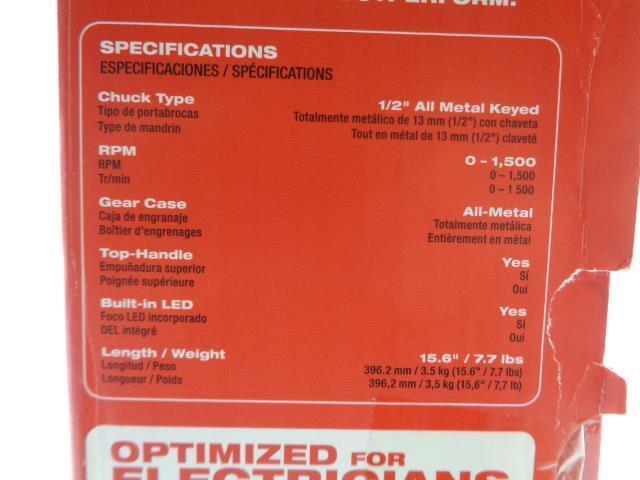 PERFORM.
SPECIFICATIONS
ESPECIFICACIONES / SPÉCIFICATIONS
Chuck Type 1/2" All Metal Keyed
Tipo de portabrocas Totalmente metálico de 13 mm (1/2") con chaveta
Type de mandrin Tout en métal de 13 mm (1/2") claveté
RPM 0 – 1,500
RPM 0 – 1,500
Tr/min 0 – 1 500
Gear Case All-Metal
Caja de engranaje Totalmente metálica
Boîtier d'engrenages Entièrement en métal
Top-Handle Yes
Empuñadura superior Sí
Poignée supérieure Oui
Built-in LED Yes
Foco LED incorporado Sí
DEL intégré Oui
Length / Weight 15.6" / 7.7 lbs
Longitud / Peso 396.2 mm / 3.5 kg (15.6" / 7.7 lbs)
Longueur / Poids 396,2 mm / 3,5 kg (15,6" / 7,7 lb)
OPTIMIZED FOR
ELECTRICIANS